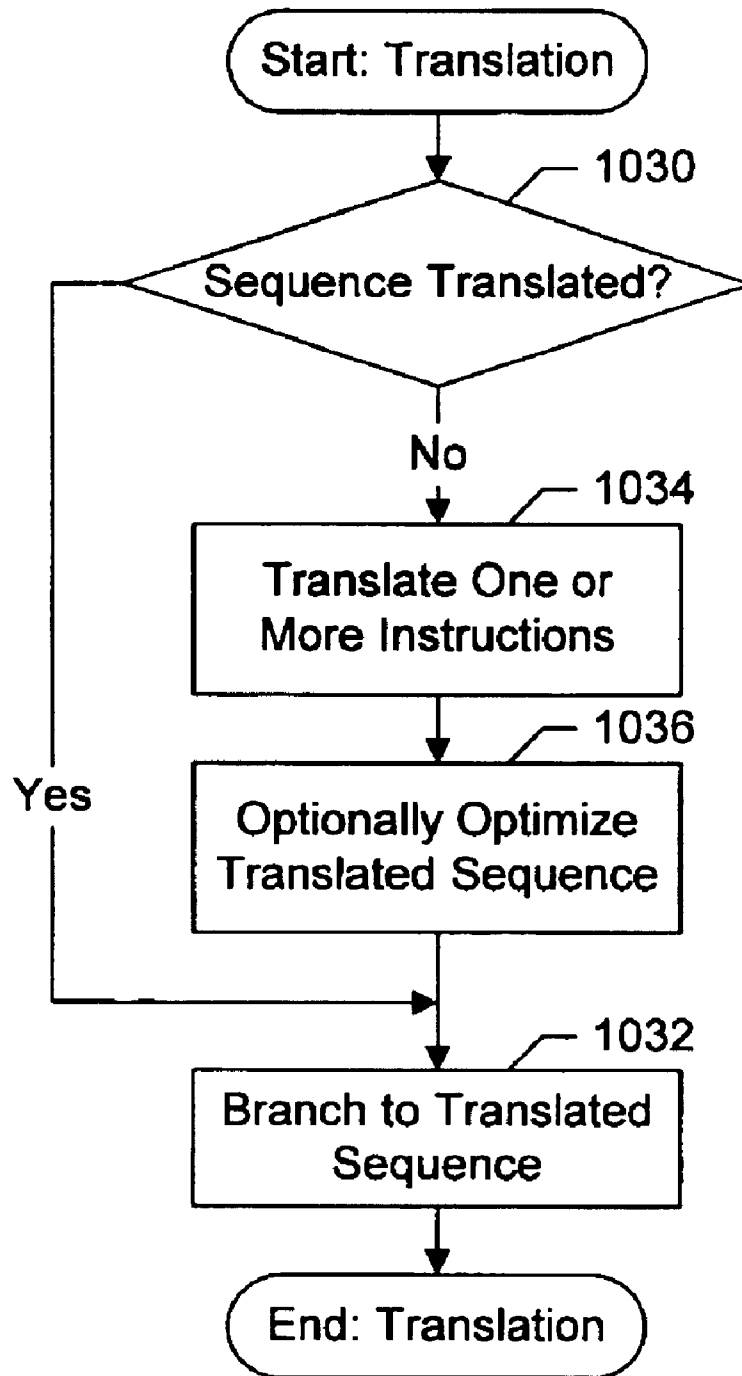 Start: Translation
1030
Sequence Translated?
No
1034
Translate One or
More Instructions
1036
Yes
Optionally Optimize
Translated Sequence
1032
Branch to Translated
Sequence
End: Translation